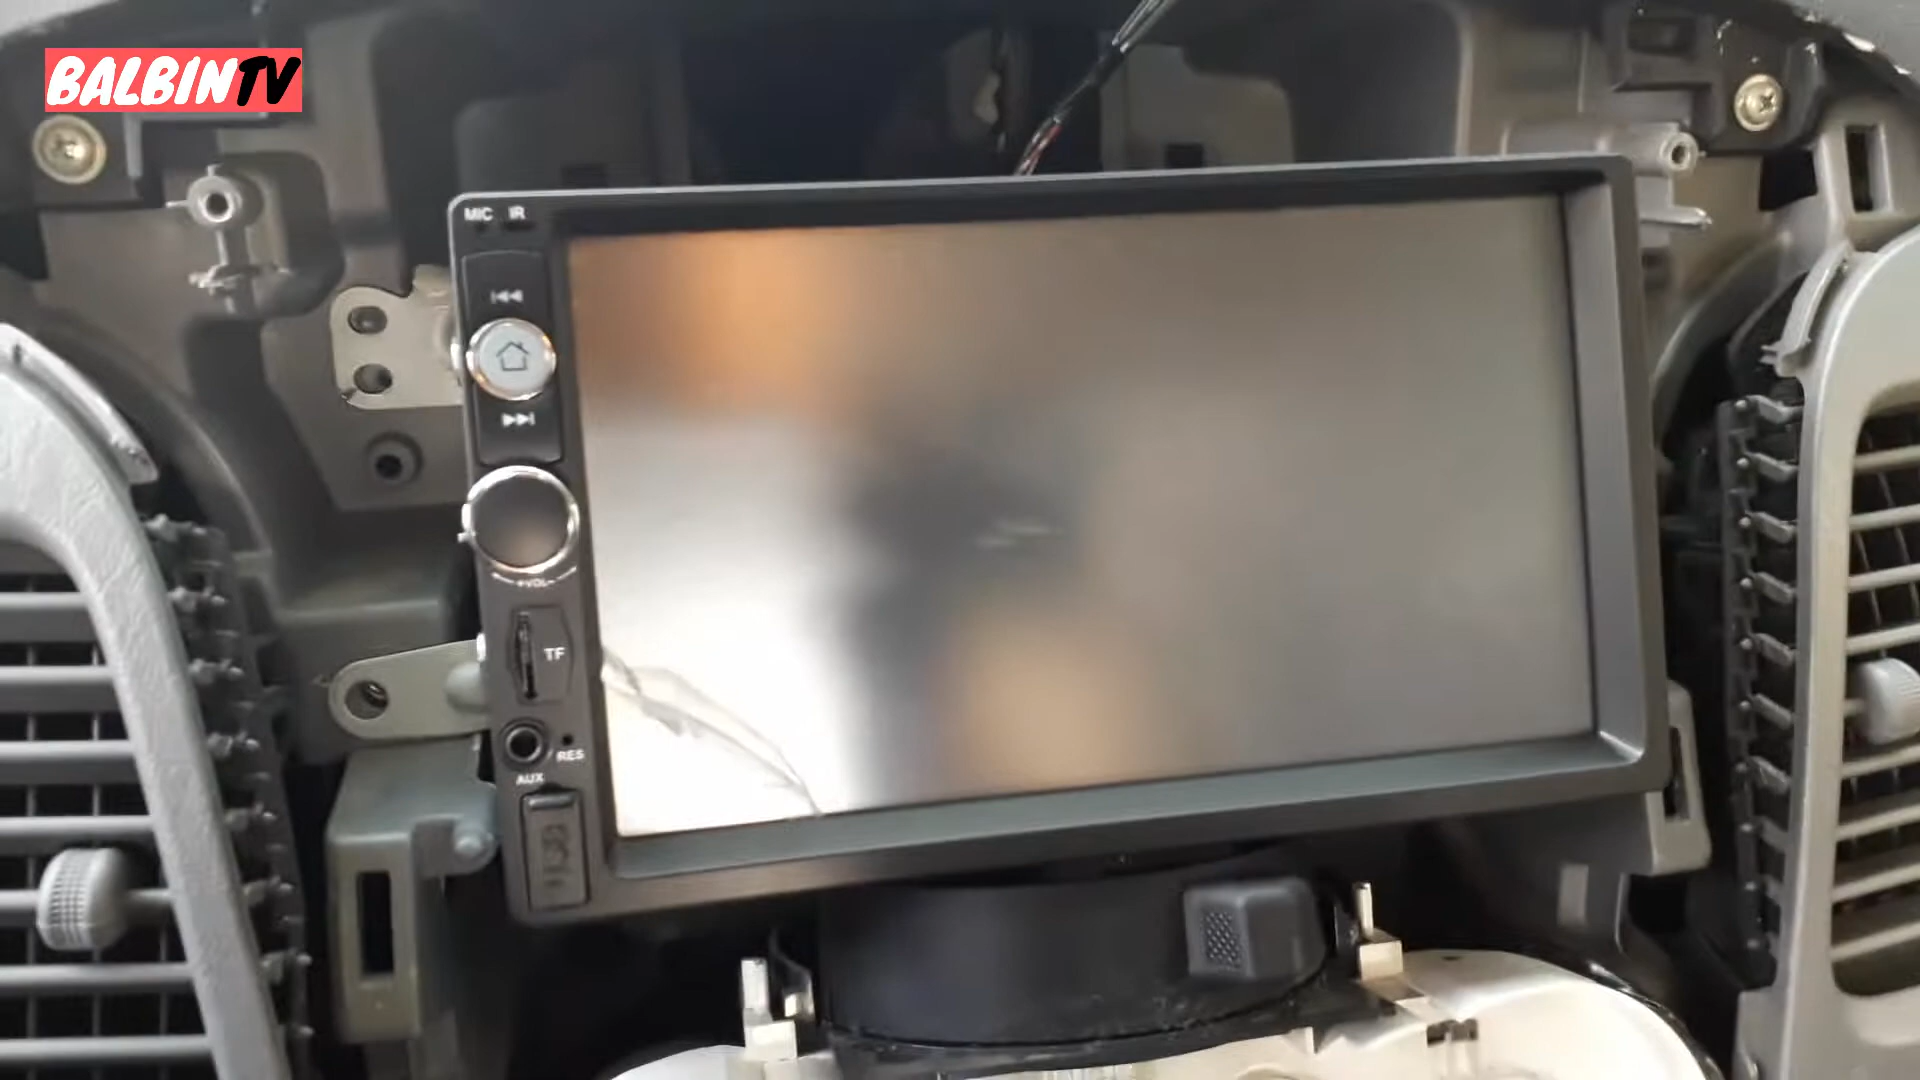 BALBINTV
MIC IR
+VOL-
TF
RES
AUX